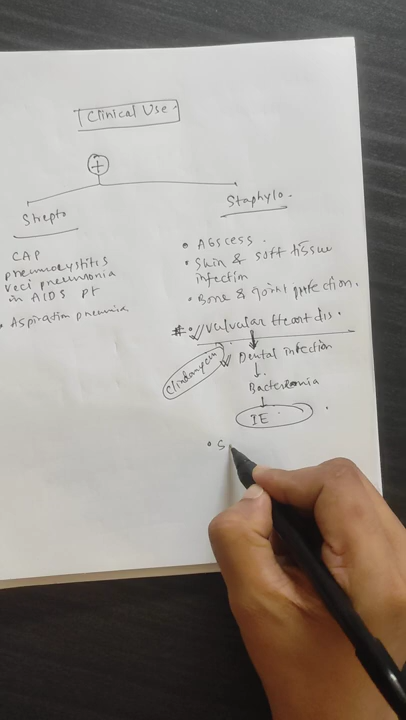 Clinical Use
+
Strepto
CAP
pneumocystitis
Veci pneumonia
in AIDS pt
• Aspiration pneumonia
Staphylo.
• Abscess.
• Skin & soft tissue
infection
• Bone & joint infection.
# • valvular Heart dis.
Clindamycin
Dental infection
↓
Bacteremia
↓
IE
• S